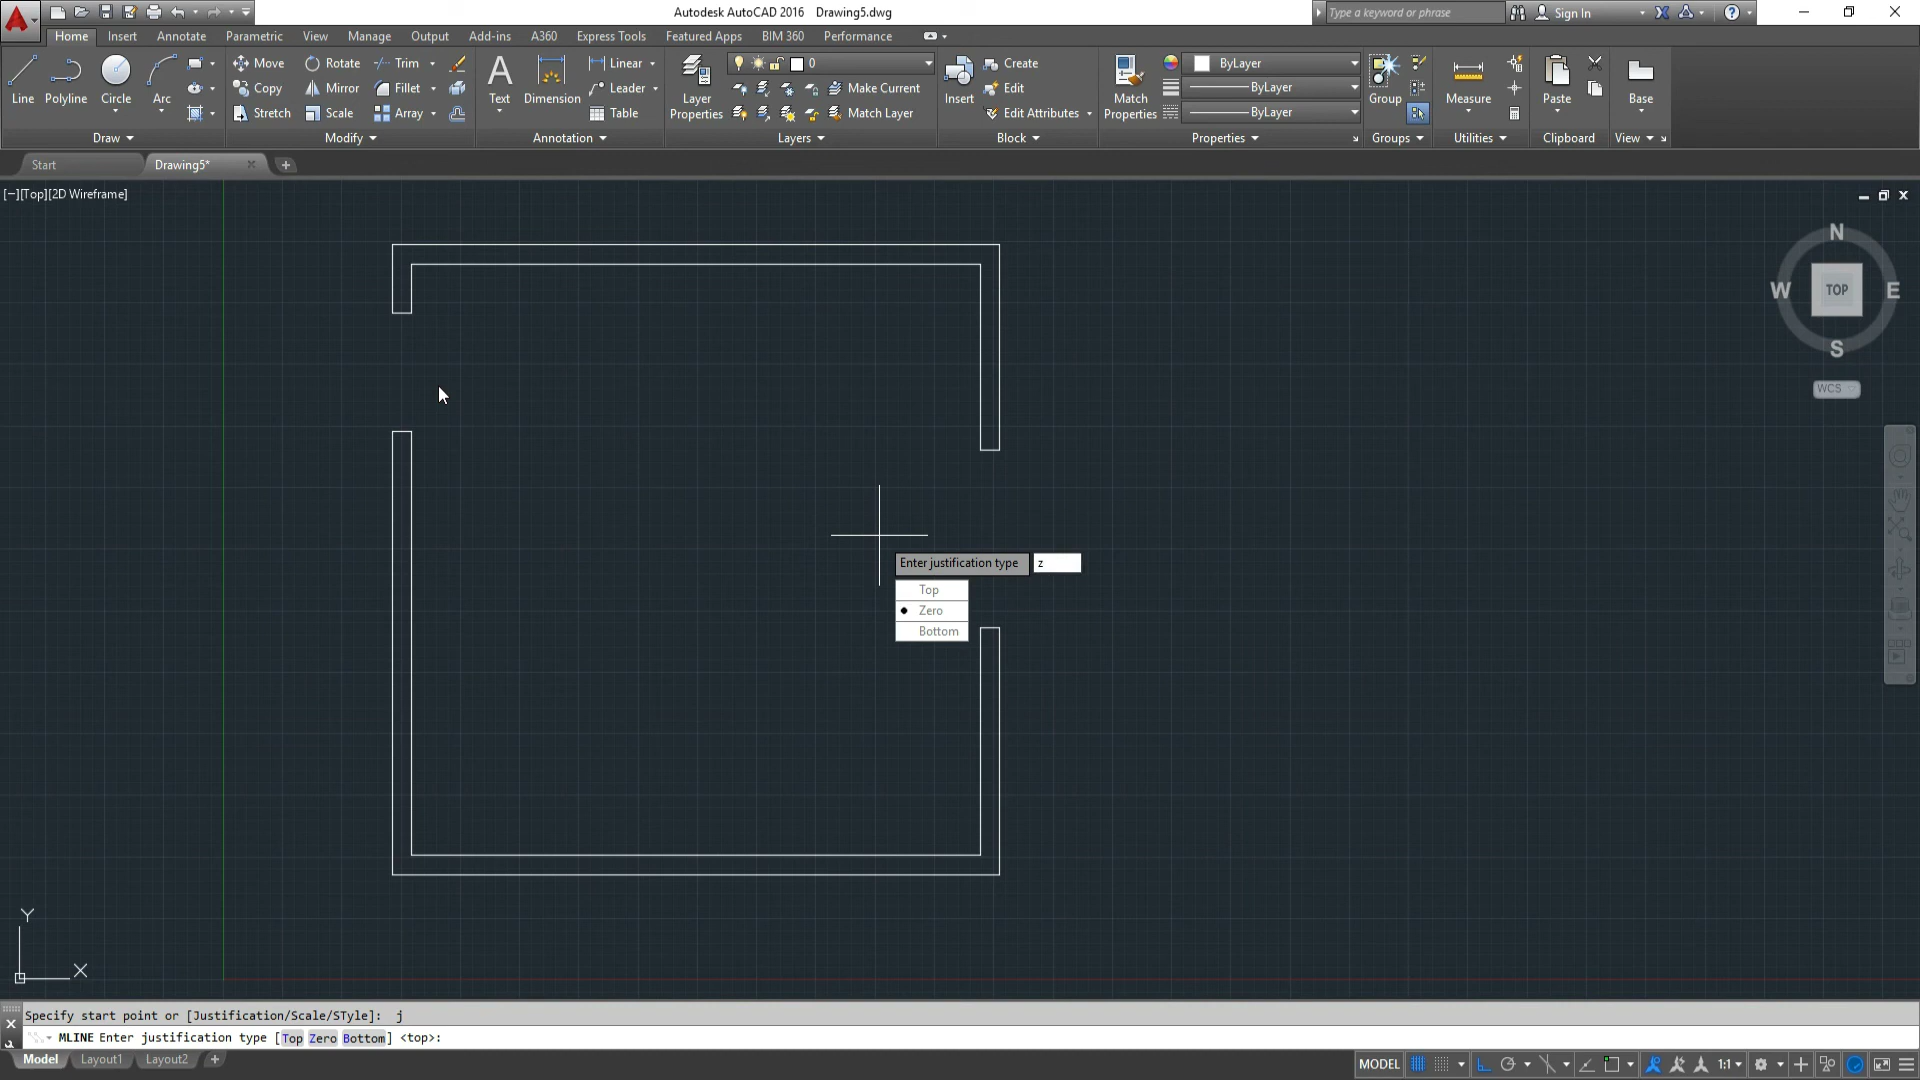 Autodesk AutoCAD 2016 Drawing5.dwg
Type a keyword or phrase
Sign In
Home Insert Annotate Parametric View Manage Output Add-ins A360 Express Tools Featured Apps BIM 360 Performance
Line Polyline Circle Arc
Move Rotate Trim
Copy Mirror Fillet
Stretch Scale Array
Text Dimension
Linear
Leader
Table
Layer Properties
0
Make Current
Match Layer
Insert
Create
Edit
Edit Attributes
Match Properties
ByLayer
ByLayer
ByLayer
Group
Measure
Paste
Base
Draw Modify Annotation Layers Block Properties Groups Utilities Clipboard View
Start Drawing5*
[−][Top][2D Wireframe]
N
W TOP E
S
WCS
Enter justification type z
Top
Zero
Bottom
Y
X
Specify start point or [Justification/Scale/STyle]: j
MLINE Enter justification type [Top Zero Bottom] <top>:
Model Layout1 Layout2
MODEL 1:1